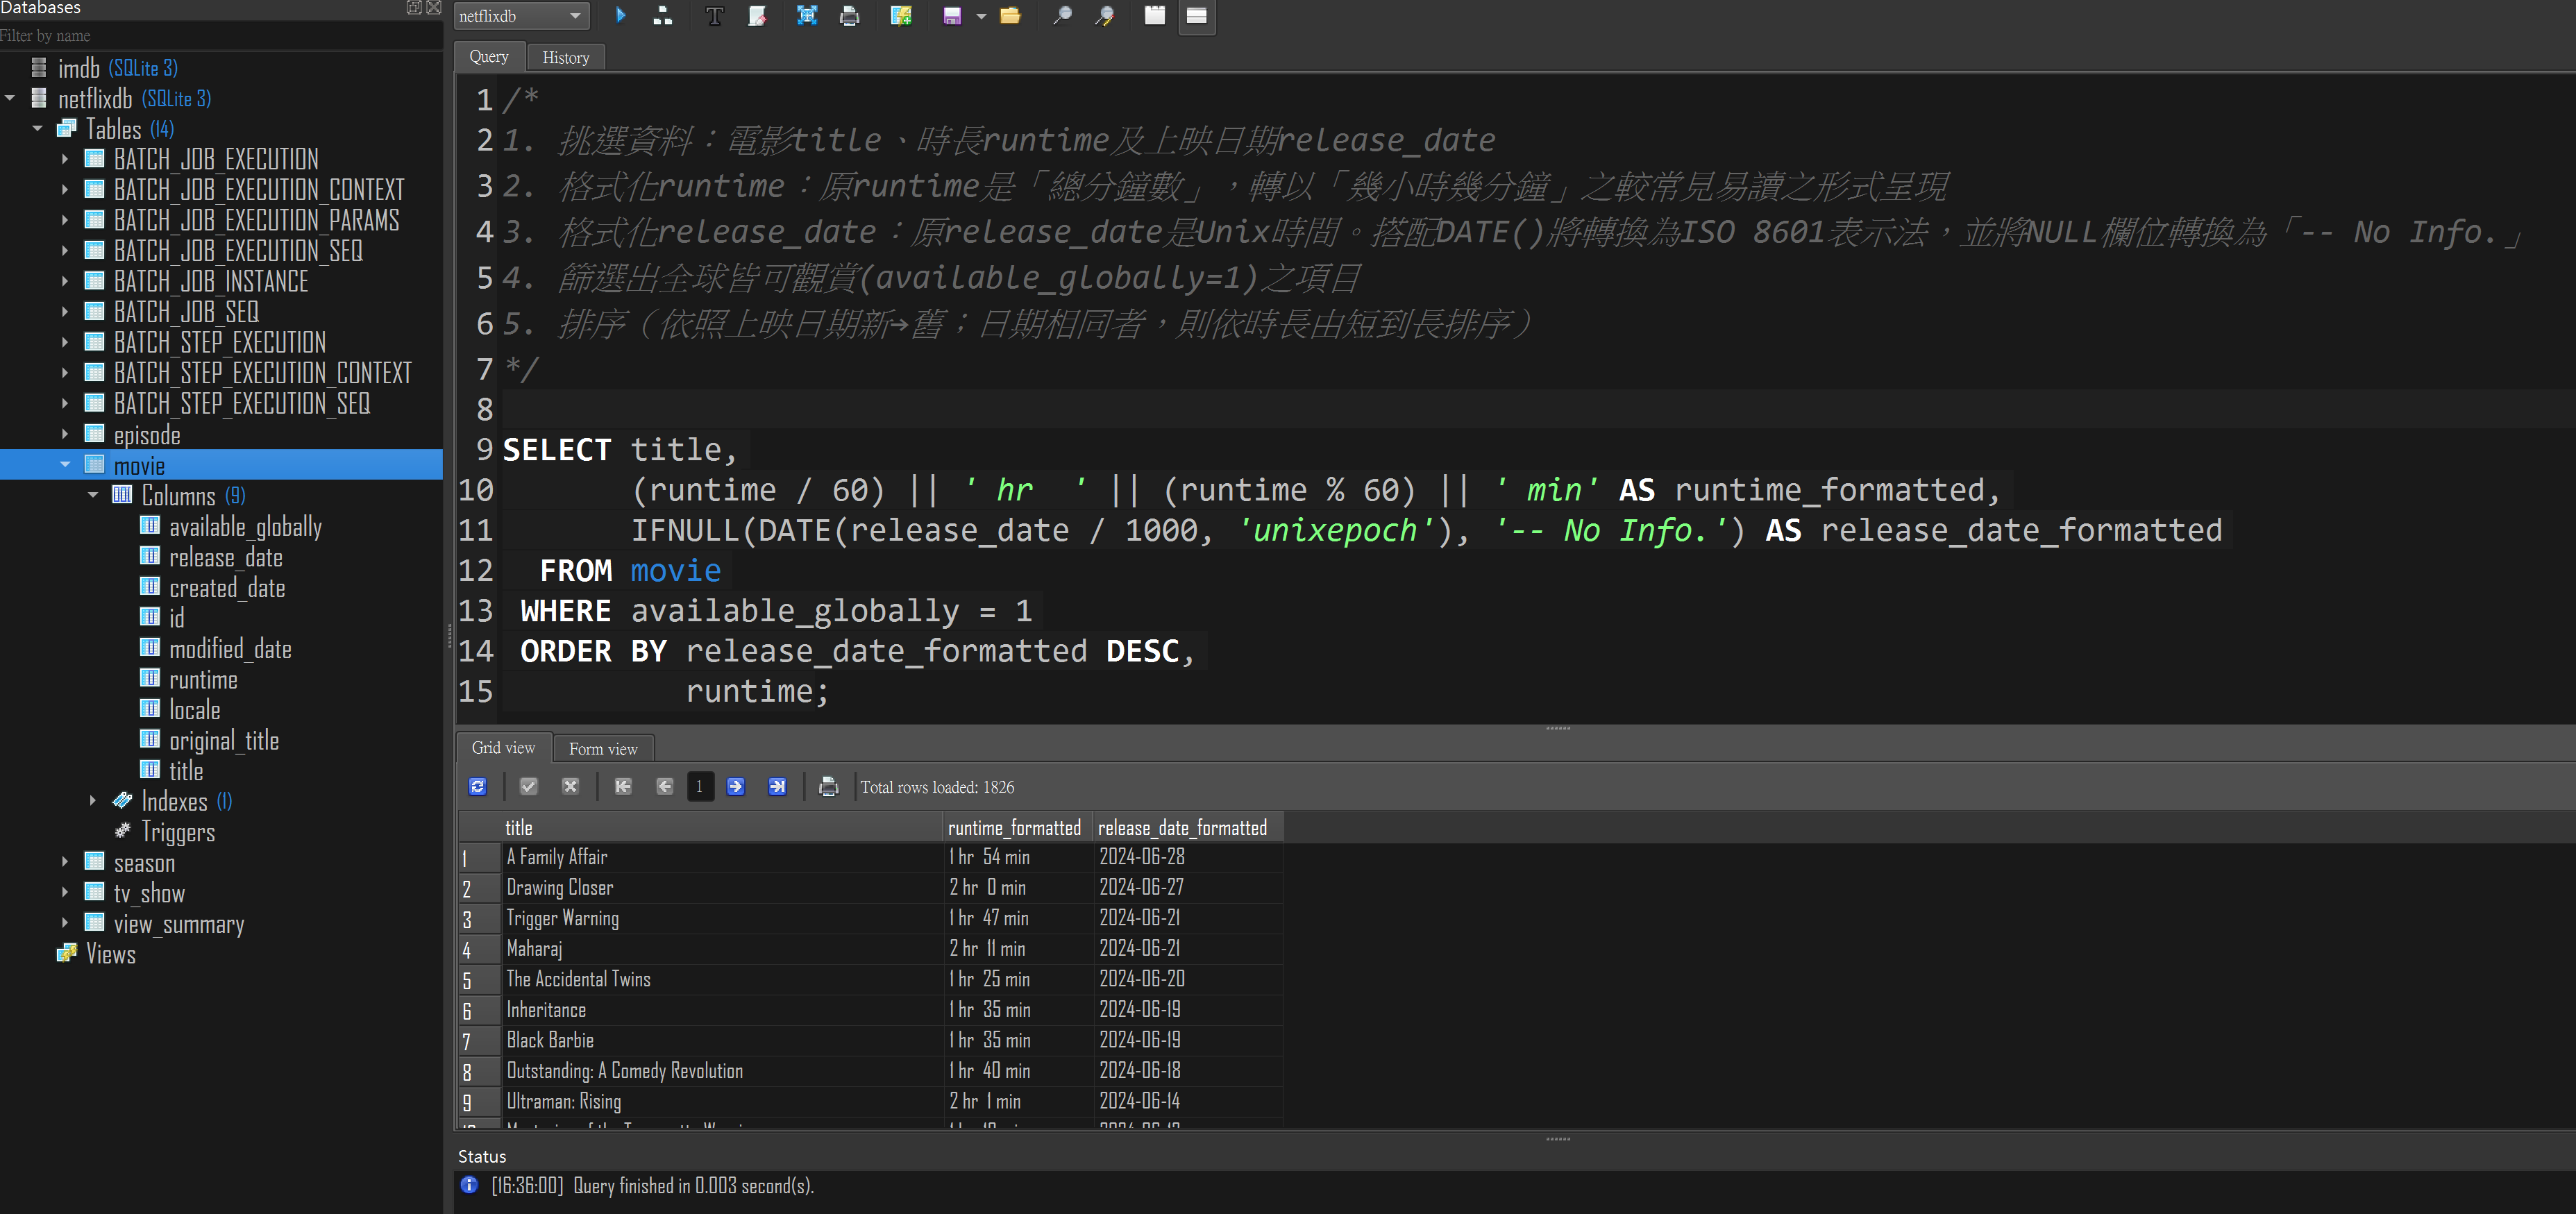 Databases
Filter by name
imdb (SQLite 3)
netflixdb (SQLite 3)
Tables (14)
BATCH_JOB_EXECUTION
BATCH_JOB_EXECUTION_CONTEXT
BATCH_JOB_EXECUTION_PARAMS
BATCH_JOB_EXECUTION_SEQ
BATCH_JOB_INSTANCE
BATCH_JOB_SEQ
BATCH_STEP_EXECUTION
BATCH_STEP_EXECUTION_CONTEXT
BATCH_STEP_EXECUTION_SEQ
episode
movie
Columns (9)
available_globally
release_date
created_date
id
modified_date
runtime
locale
original_title
title
Indexes (1)
Triggers
season
tv_show
view_summary
Views
netflixdb
Query History
1 /*
2 1. 挑選資料：電影title、時長runtime及上映日期release_date
3 2. 格式化runtime：原runtime是「總分鐘數」，轉以「幾小時幾分鐘」之較常見易讀之形式呈現
4 3. 格式化release_date：原release_date是Unix時間。搭配DATE()將轉換為ISO 8601表示法，並將NULL欄位轉換為「-- No Info.」
5 4. 篩選出全球皆可觀賞(available_globally=1)之項目
6 5. 排序（依照上映日期新→舊；日期相同者，則依時長由短到長排序）
7 */
8
9 SELECT title,
10 (runtime / 60) || ' hr  ' || (runtime % 60) || ' min' AS runtime_formatted,
11 IFNULL(DATE(release_date / 1000, 'unixepoch'), '-- No Info.') AS release_date_formatted
12 FROM movie
13 WHERE available_globally = 1
14 ORDER BY release_date_formatted DESC,
15 runtime;
Grid view Form view
1 Total rows loaded: 1826
title runtime_formatted release_date_formatted
1 A Family Affair 1 hr  54 min 2024-06-28
2 Drawing Closer 2 hr  0 min 2024-06-27
3 Trigger Warning 1 hr  47 min 2024-06-21
4 Maharaj 2 hr  11 min 2024-06-21
5 The Accidental Twins 1 hr  25 min 2024-06-20
6 Inheritance 1 hr  35 min 2024-06-19
7 Black Barbie 1 hr  35 min 2024-06-19
8 Outstanding: A Comedy Revolution 1 hr  40 min 2024-06-18
9 Ultraman: Rising 2 hr  1 min 2024-06-14
Status
[16:36:00] Query finished in 0.003 second(s).